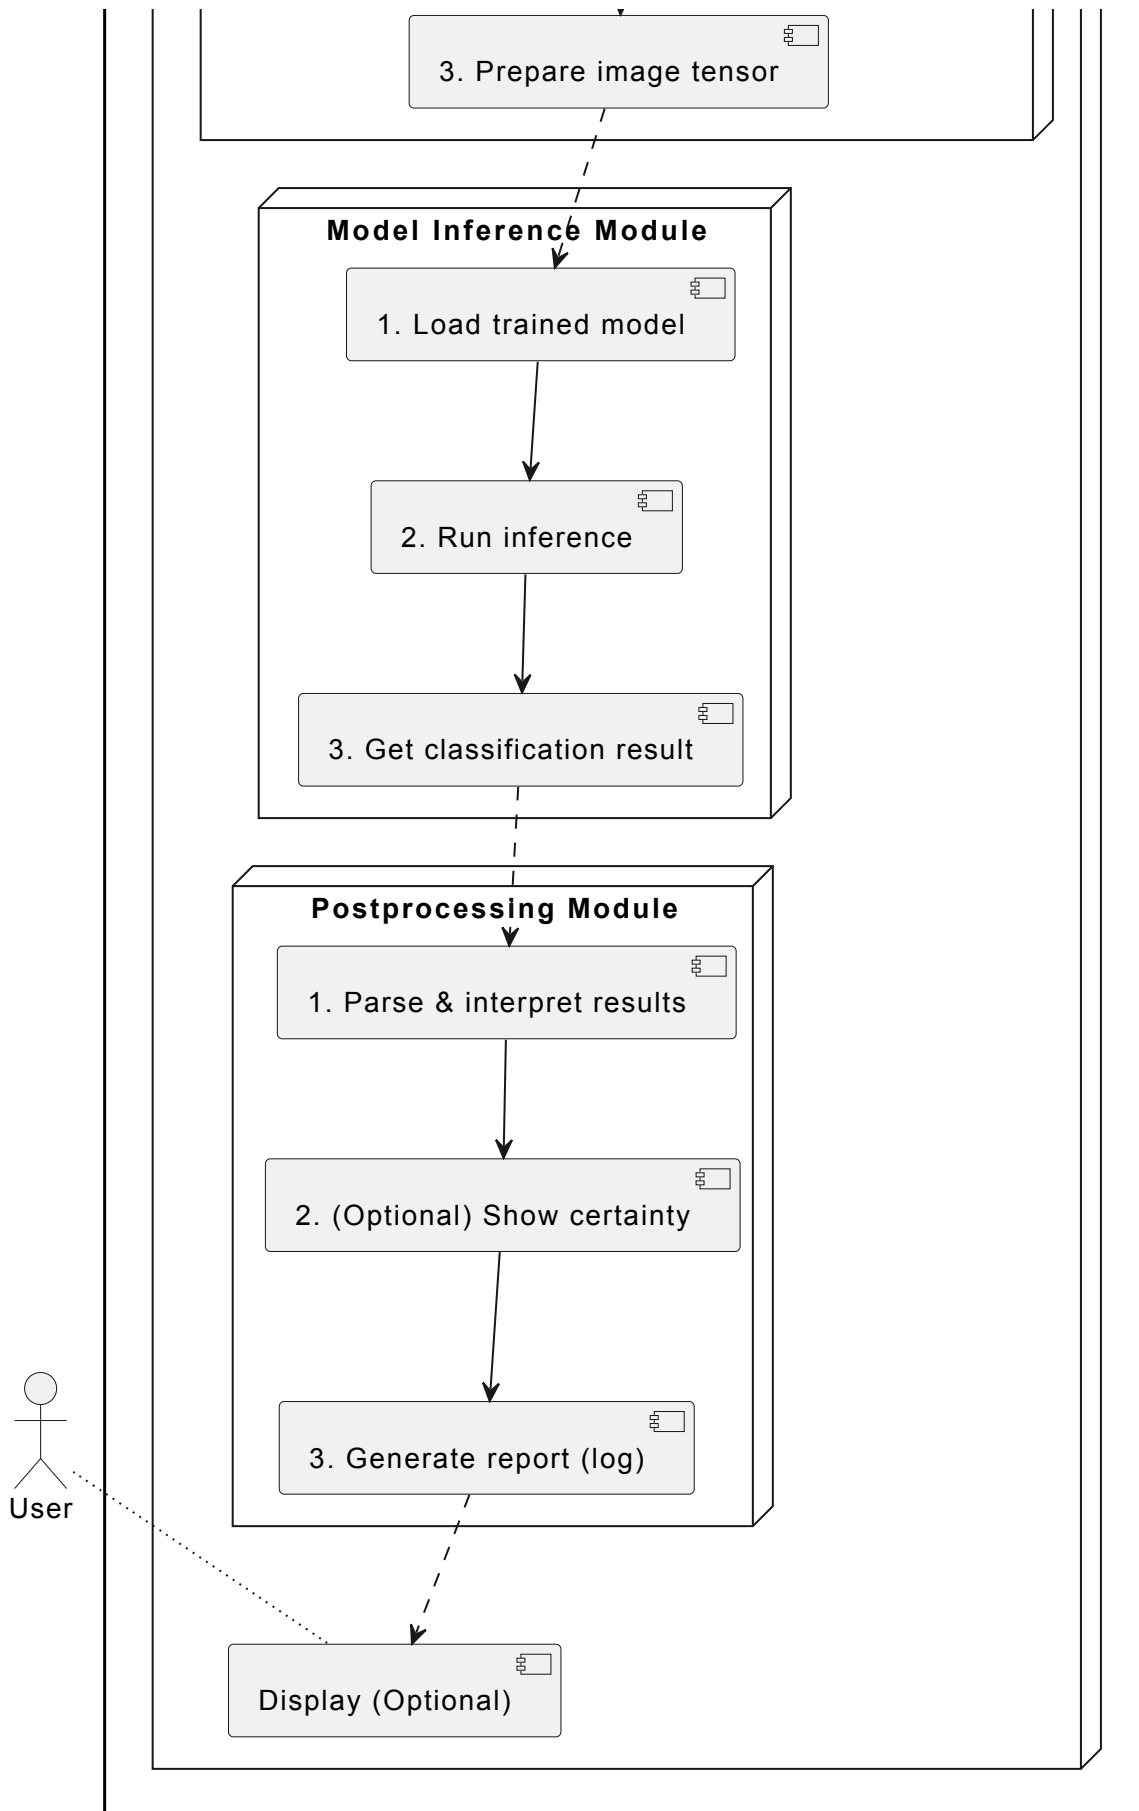 3. Prepare image tensor
Model Inference Module
1. Load trained model
2. Run inference
3. Get classification result
Postprocessing Module
1. Parse & interpret results
2. (Optional) Show certainty
3. Generate report (log)
User
Display (Optional)